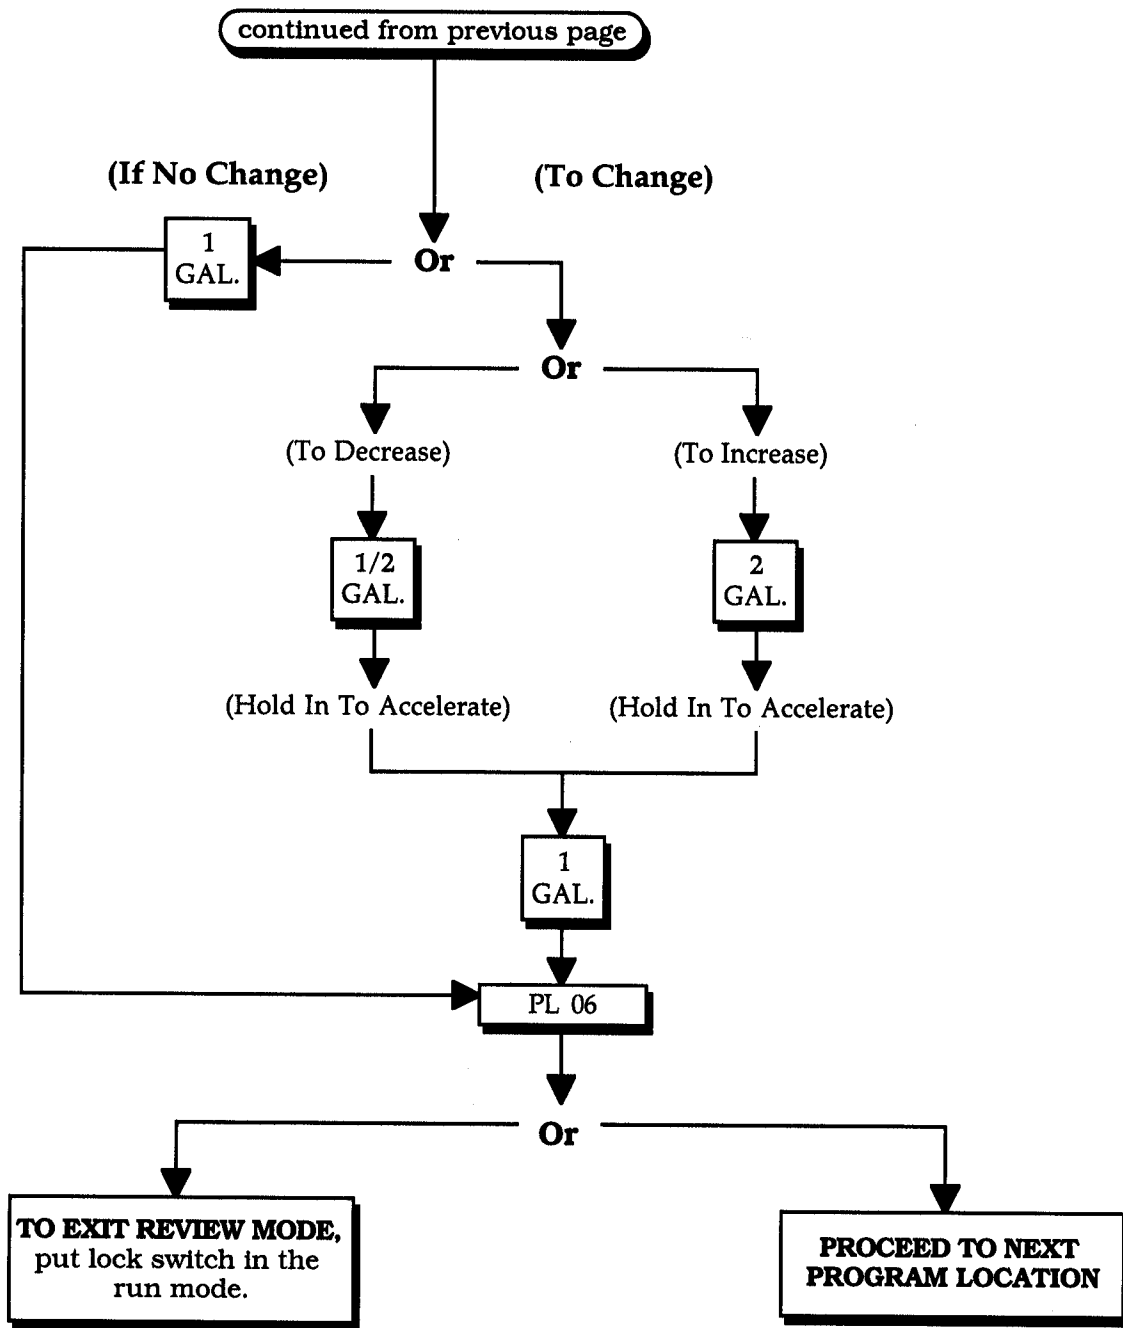 continued from previous page
(If No Change)
(To Change)
1
GAL.
Or
Or
(To Decrease)
(To Increase)
1/2
GAL.
2
GAL.
(Hold In To Accelerate)
(Hold In To Accelerate)
1
GAL.
PL 06
Or
TO EXIT REVIEW MODE,
put lock switch in the
run mode.
PROCEED TO NEXT
PROGRAM LOCATION